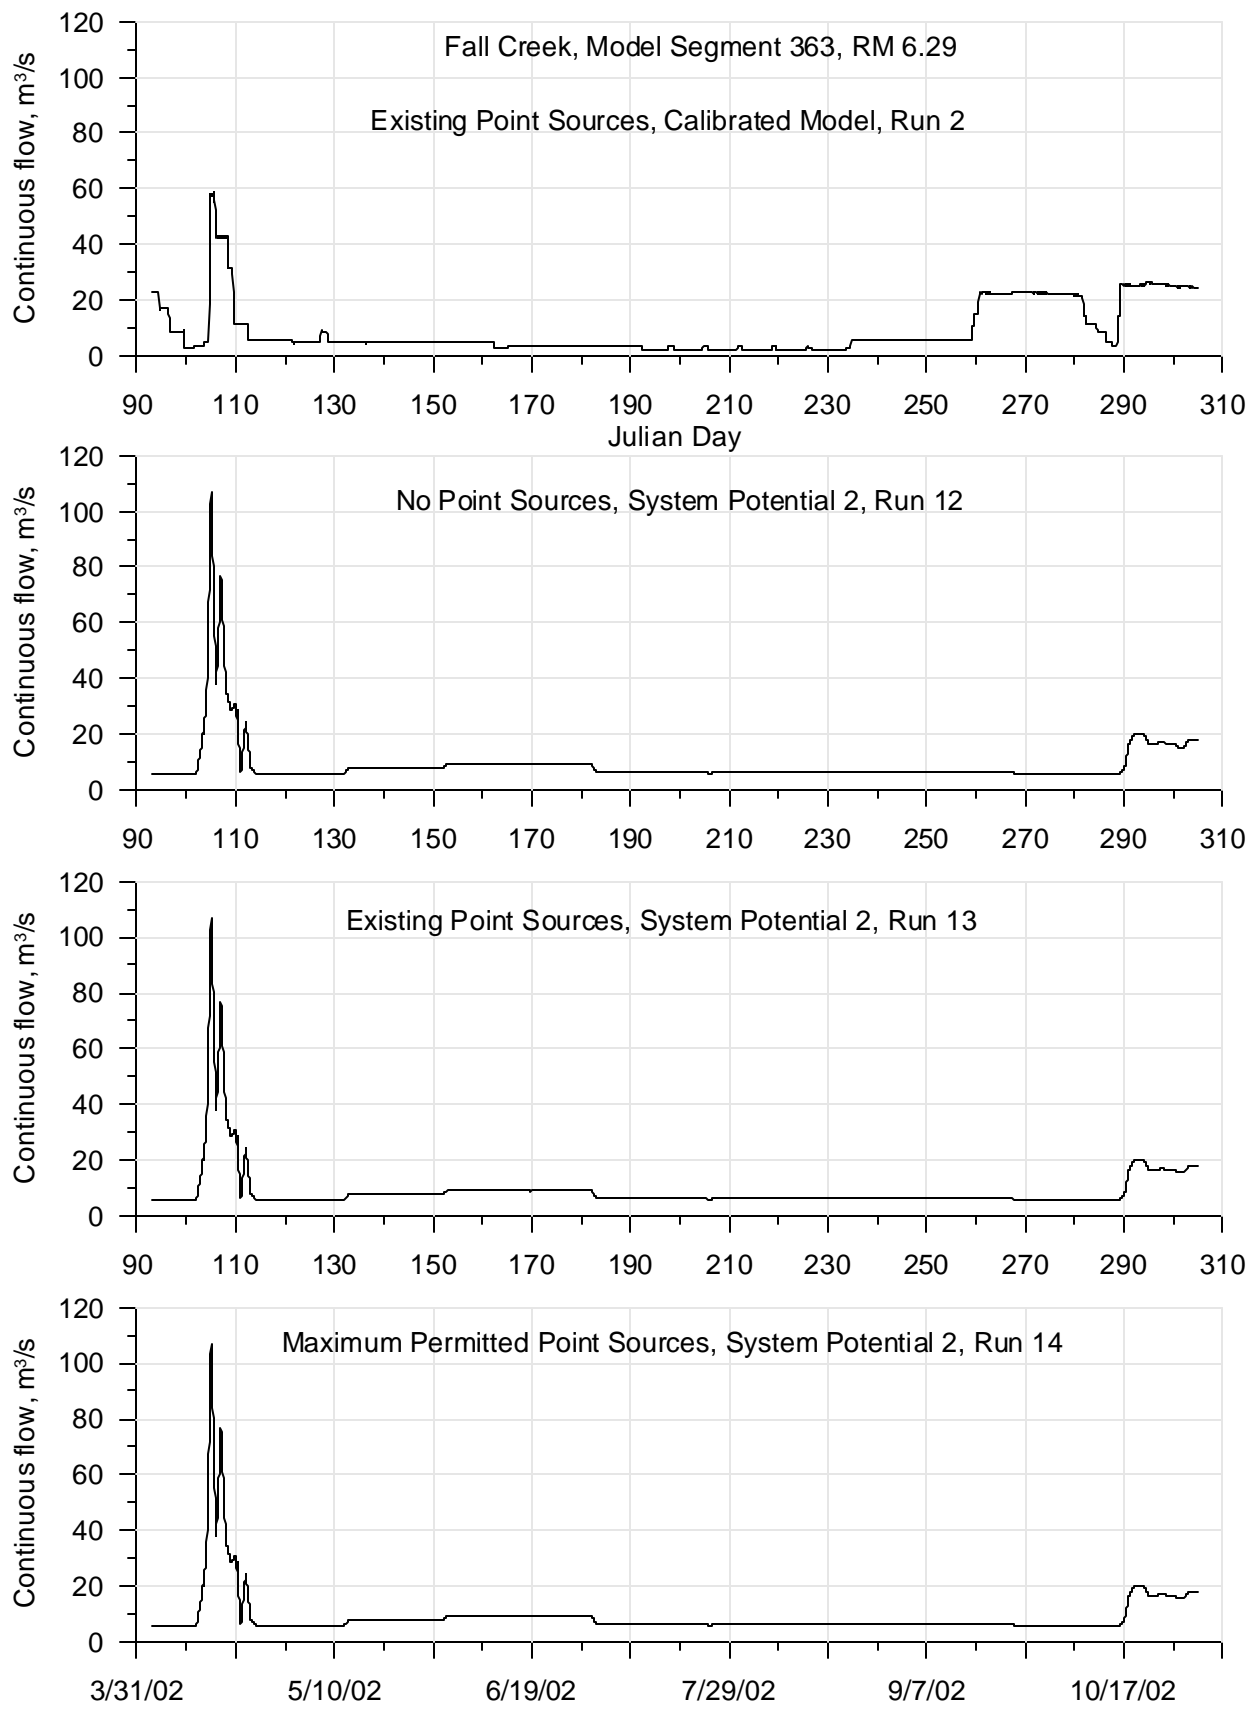 120
Fall Creek, Model Segment 363, RM 6.29
100
Existing Point Sources, Calibrated Model, Run 2
80
60
40
20
0
Continuous flow, m³/s
90 110 130 150 170 190 210 230 250 270 290 310
Julian Day
120
No Point Sources, System Potential 2, Run 12
100
80
60
40
20
0
Continuous flow, m³/s
90 110 130 150 170 190 210 230 250 270 290 310
120
Existing Point Sources, System Potential 2, Run 13
100
80
60
40
20
0
Continuous flow, m³/s
90 110 130 150 170 190 210 230 250 270 290 310
120
Maximum Permitted Point Sources, System Potential 2, Run 14
100
80
60
40
20
0
Continuous flow, m³/s
3/31/02 5/10/02 6/19/02 7/29/02 9/7/02 10/17/02